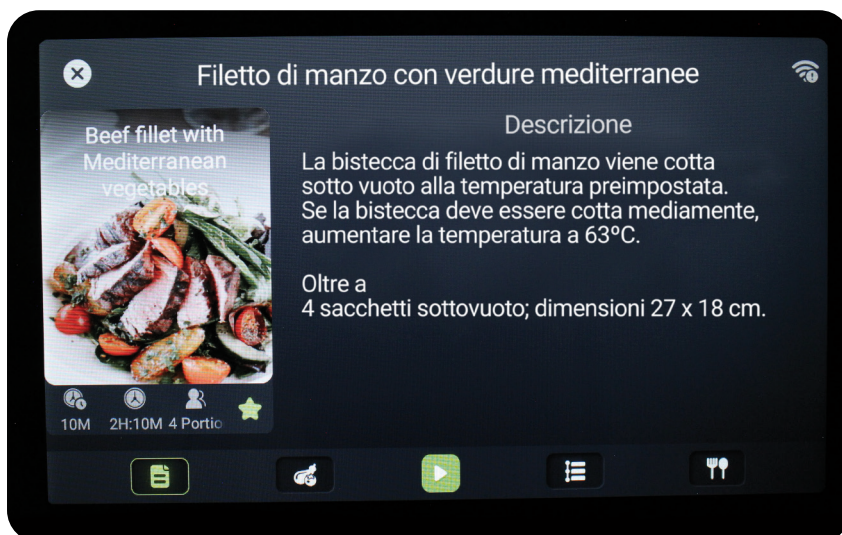 Filetto di manzo con verdure mediterranee
Beef fillet with
Mediterranean
vegetables
10M
2H:10M
4 Portio
Descrizione
La bistecca di filetto di manzo viene cotta
sotto vuoto alla temperatura preimpostata.
Se la bistecca deve essere cotta mediamente,
aumentare la temperatura a 63ºC.
Oltre a
4 sacchetti sottovuoto; dimensioni 27 x 18 cm.